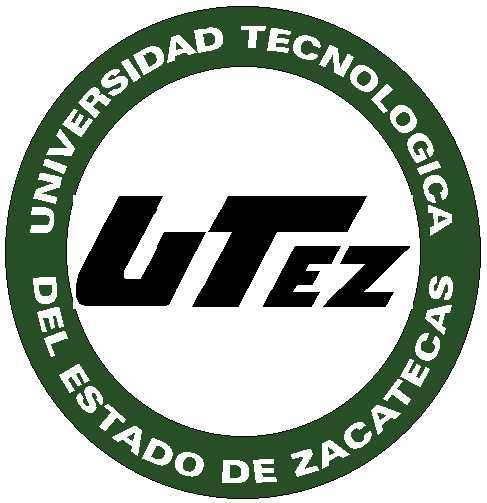 UNIVERSIDAD TECNOLOGICA
UTEZ
DEL ESTADO DE ZACATECAS